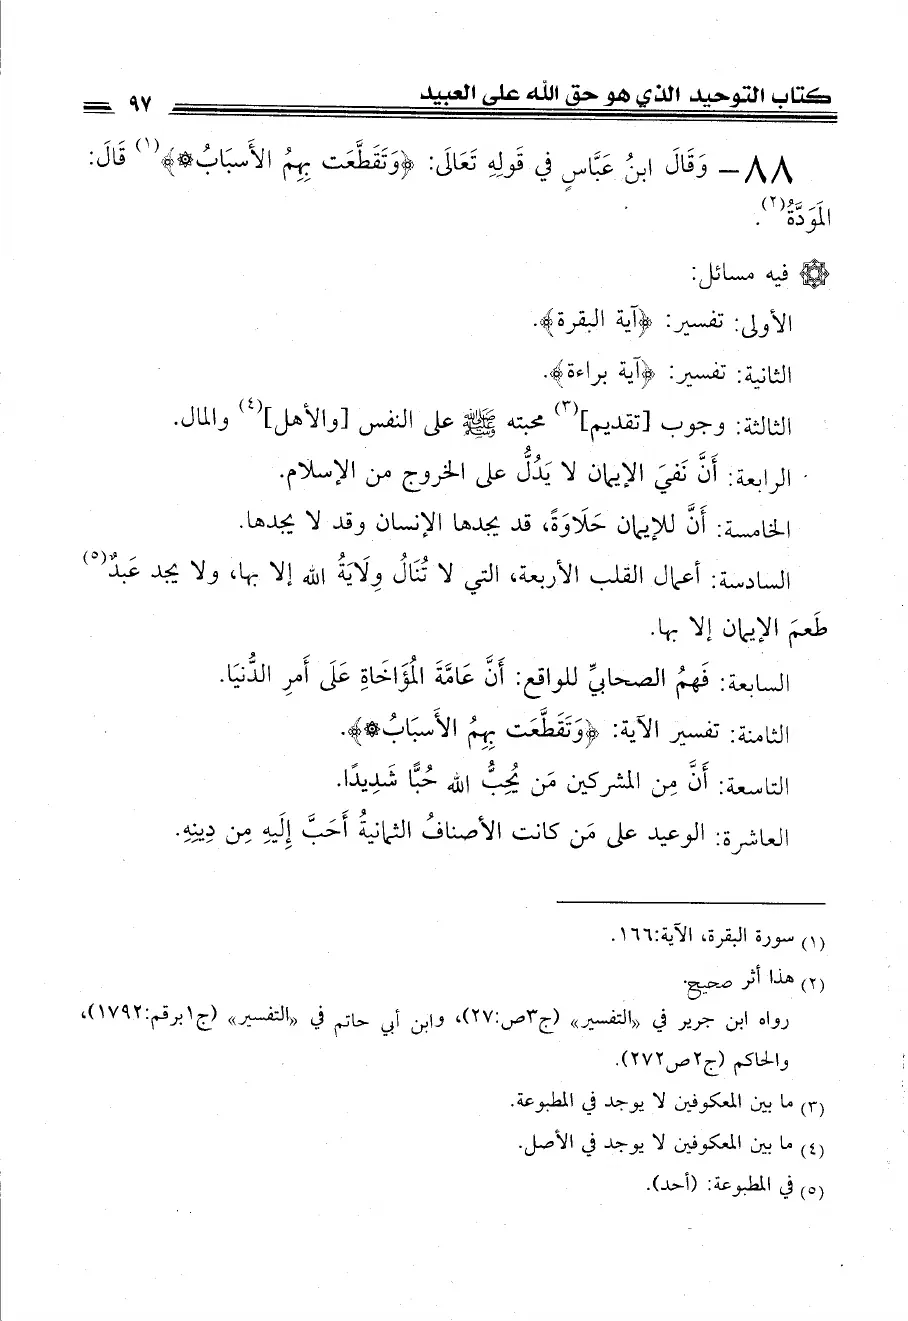 كتاب التوحيد الذي هو حق الله على العبيد ٩٧
٨٨ – وَقَالَ ابنُ عَبَّاسٍ فِي قَولِهِ تَعَالَى: ﴿وَتَقَطَّعَت بِهِمُ الأَسبَابُ﴾(١) قَالَ:
المَوَدَّةُ(٢).
فيه مسائل:
الأولى: تفسير: ﴿آية البقرة﴾.
الثانية: تفسير: ﴿آية براءة﴾.
الثالثة: وجوب [تقديم](٣) محبته ﷺ على النفس [والأهل](٤) والمال.
الرابعة: أَنَّ نَفيَ الإيمان لا يَدُلُّ على الخروج من الإسلام.
الخامسة: أَنَّ للإيمان حَلَاوَةً، قد يجدها الإنسان وقد لا يجدها.
السادسة: أعمال القلب الأربعة، التي لا تُنَالُ وِلَايَةُ الله إلا بها، ولا يجد عَبدٌ(٥)
طَعمَ الإيمان إلا بها.
السابعة: فَهمُ الصحابيِّ للواقع: أَنَّ عَامَّةَ المُؤَاخَاةِ عَلَى أَمرِ الدُّنيَا.
الثامنة: تفسير الآية: ﴿وَتَقَطَّعَت بِهِمُ الأَسبَابُ﴾.
التاسعة: أَنَّ مِن المشركين مَن يُحِبُّ الله حُبًّا شَدِيدًا.
العاشرة: الوعيد على مَن كانت الأصنافُ الثمانيةُ أَحَبَّ إِلَيهِ مِن دِينِهِ.
(١) سورة البقرة، الآية:١٦٦.
(٢) هذا أثر صحيح.
رواه ابن جرير في «التفسير» (ج٣ص:٢٧)، وابن أبي حاتم في «التفسير» (ج١برقم:١٧٩٢)،
والحاكم (ج٢ص٢٧٢).
(٣) ما بين المعكوفين لا يوجد في المطبوعة.
(٤) ما بين المعكوفين لا يوجد في الأصل.
(٥) في المطبوعة: (أحد).